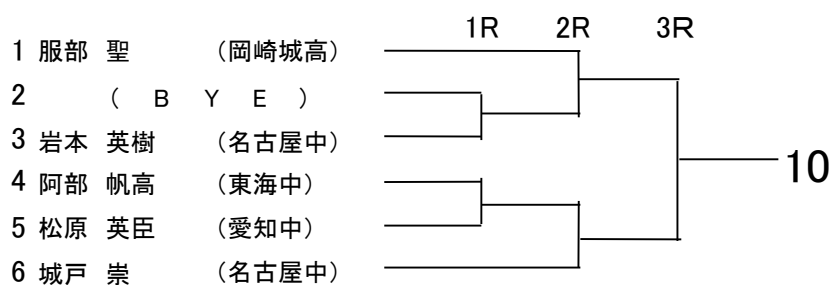 1R 2R 3R
1 服部 聖 （岡崎城高）
2 （ B Y E ）
3 岩本 英樹 （名古屋中）
4 阿部 帆高 （東海中）
5 松原 英臣 （愛知中）
6 城戸 崇 （名古屋中）
10